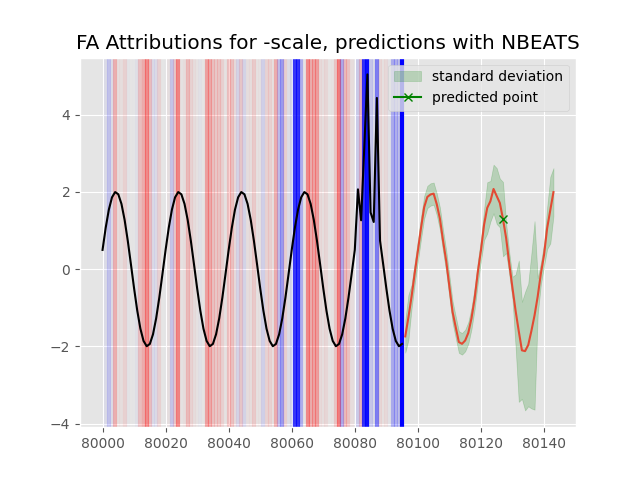 FA Attributions for -scale, predictions with NBEATS
standard deviation
predicted point
4
2
0
−2
−4
80000 80020 80040 80060 80080 80100 80120 80140